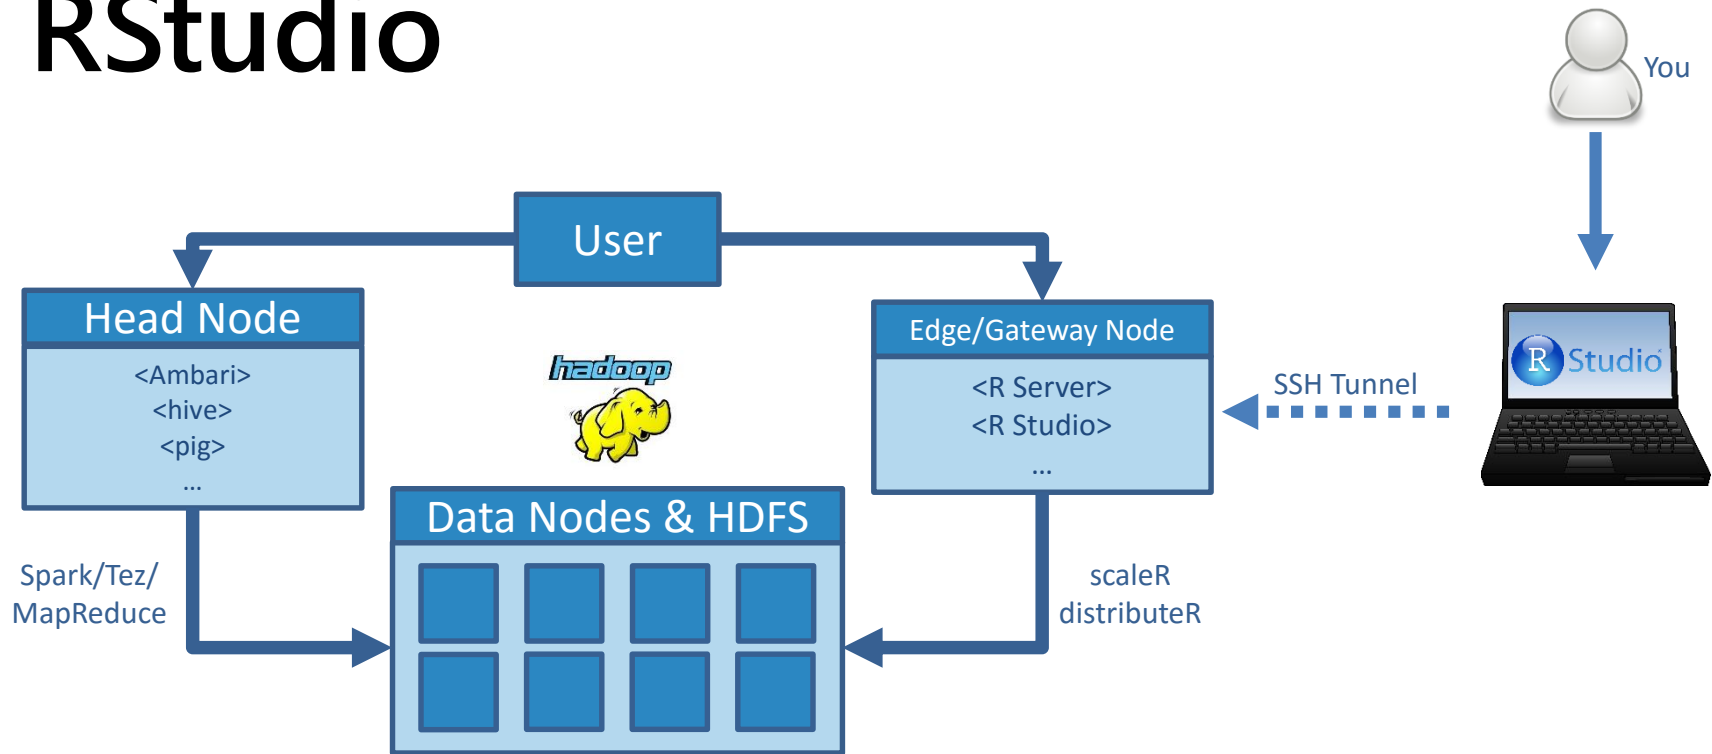 RStudio
You
User
Head Node
<Ambari>
<hive>
<pig>
...
hadoop
Edge/Gateway Node
<R Server>
<R Studio>
...
SSH Tunnel
R Studio
Data Nodes & HDFS
Spark/Tez/
MapReduce
scaleR
distributeR